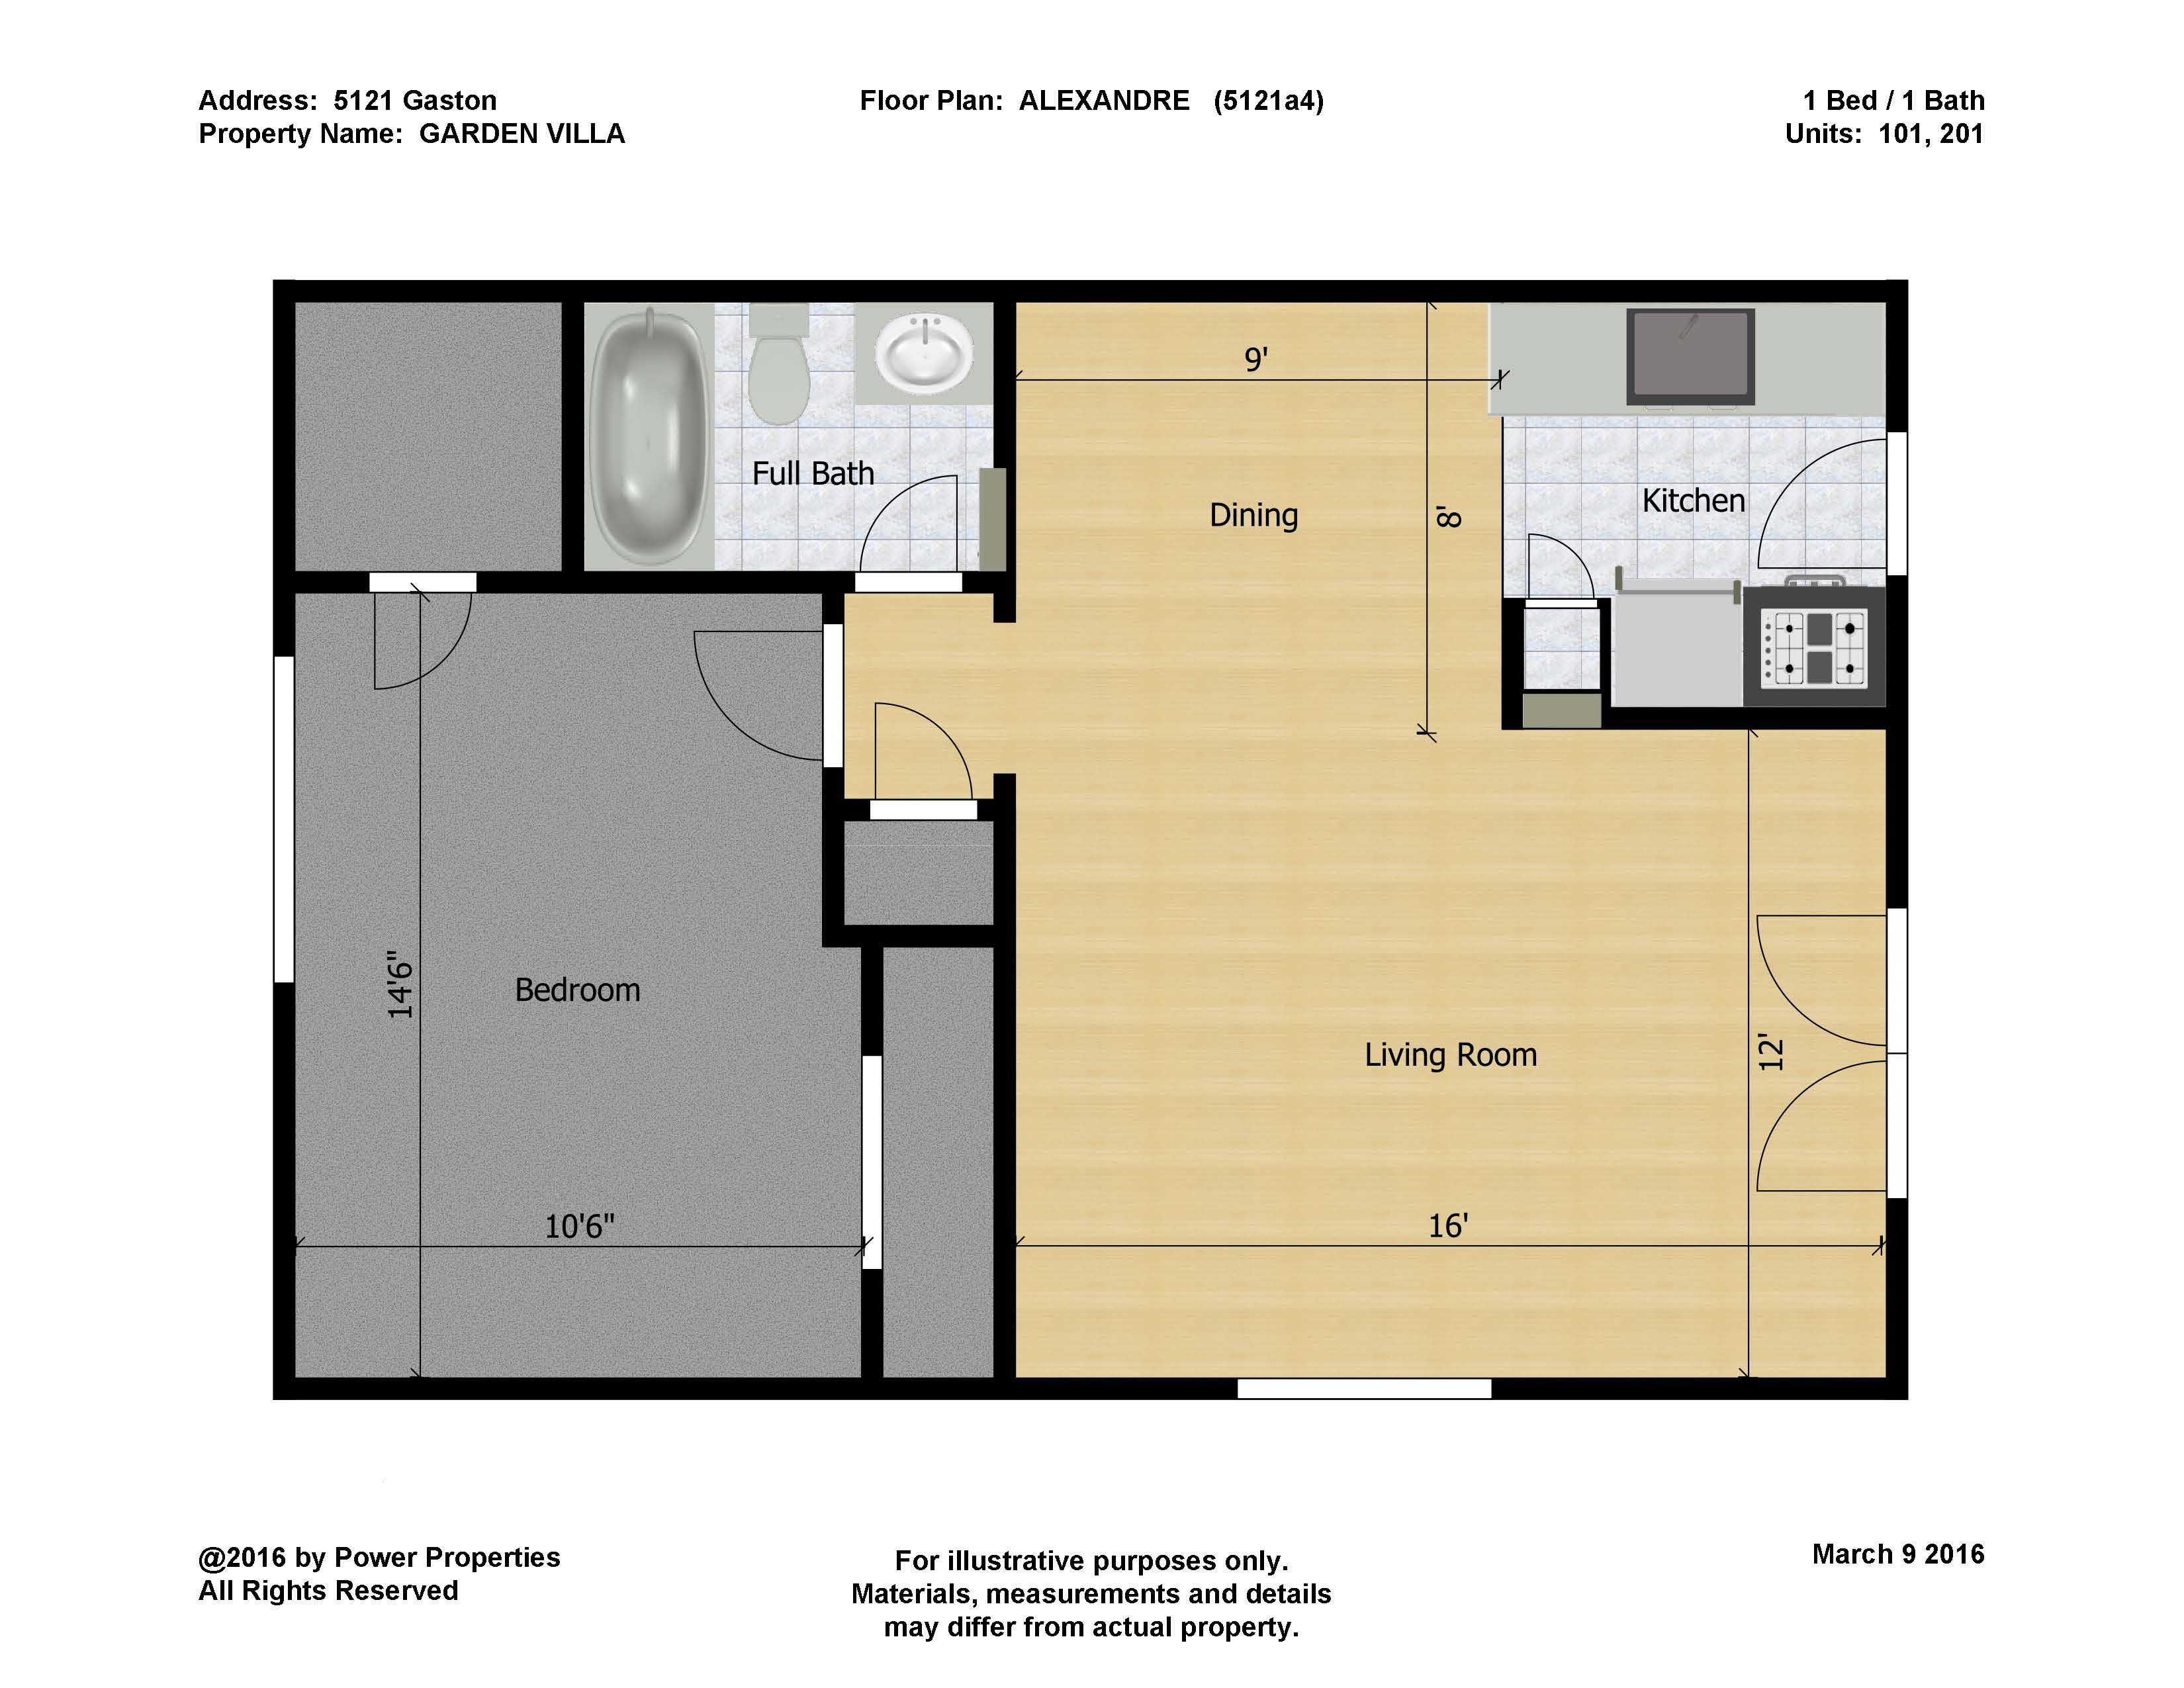 Address:  5121 Gaston
Property Name:  GARDEN VILLA
Floor Plan:  ALEXANDRE   (5121a4)
1 Bed / 1 Bath
Units:  101, 201
9'
Full Bath
Dining
8'
Kitchen
14'6"
Bedroom
Living Room
12'
10'6"
16'
@2016 by Power Properties
All Rights Reserved
For illustrative purposes only.
Materials, measurements and details
may differ from actual property.
March 9 2016